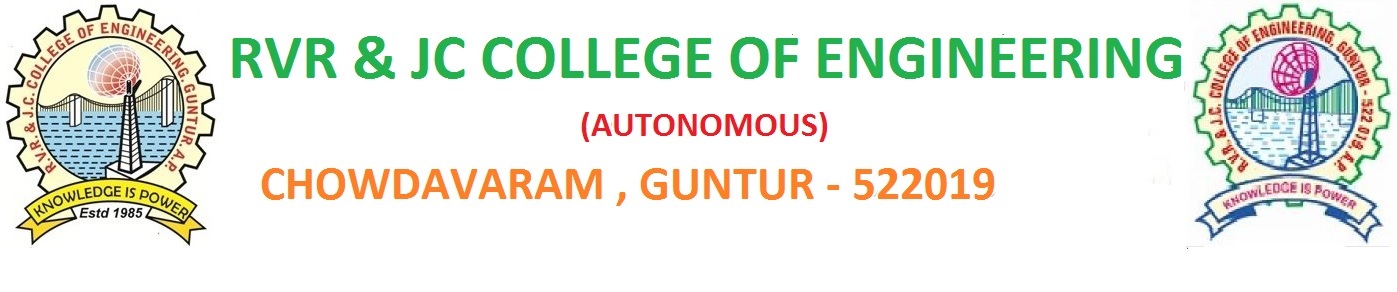 R.V.R. & J.C. COLLEGE OF ENGINEERING, GUNTUR. A.P.
KNOWLEDGE IS POWER
Estd 1985
RVR & JC COLLEGE OF ENGINEERING
(AUTONOMOUS)
CHOWDAVARAM , GUNTUR - 522019
R.V.R. & J.C. COLLEGE OF ENGINEERING, GUNTUR - 522 019, A.P.
KNOWLEDGE IS POWER